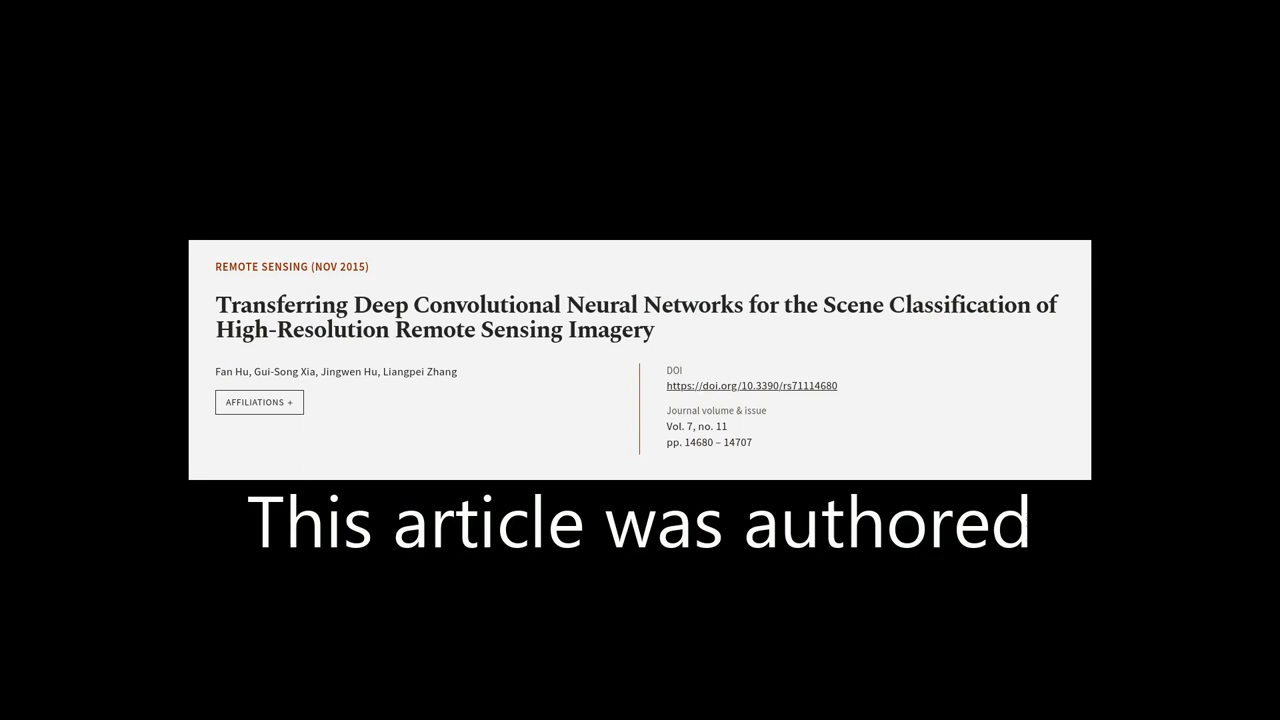 REMOTE SENSING (NOV 2015)
Transferring Deep Convolutional Neural Networks for the Scene Classification of
High-Resolution Remote Sensing Imagery
Fan Hu, Gui-Song Xia, Jingwen Hu, Liangpei Zhang
AFFILIATIONS +
DOI
https://doi.org/10.3390/rs71114680
Journal volume & issue
Vol. 7, no. 11
pp. 14680 – 14707
This article was authored